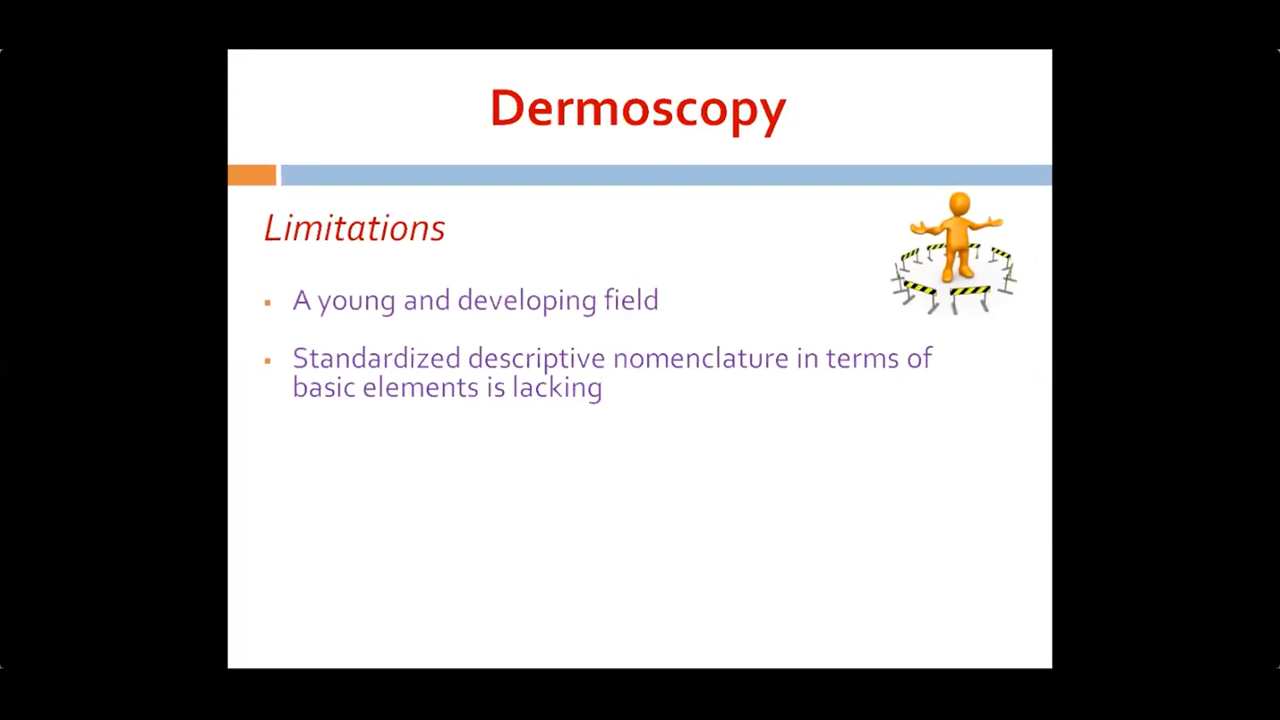 Dermoscopy
Limitations
▪ A young and developing field
▪ Standardized descriptive nomenclature in terms of
basic elements is lacking